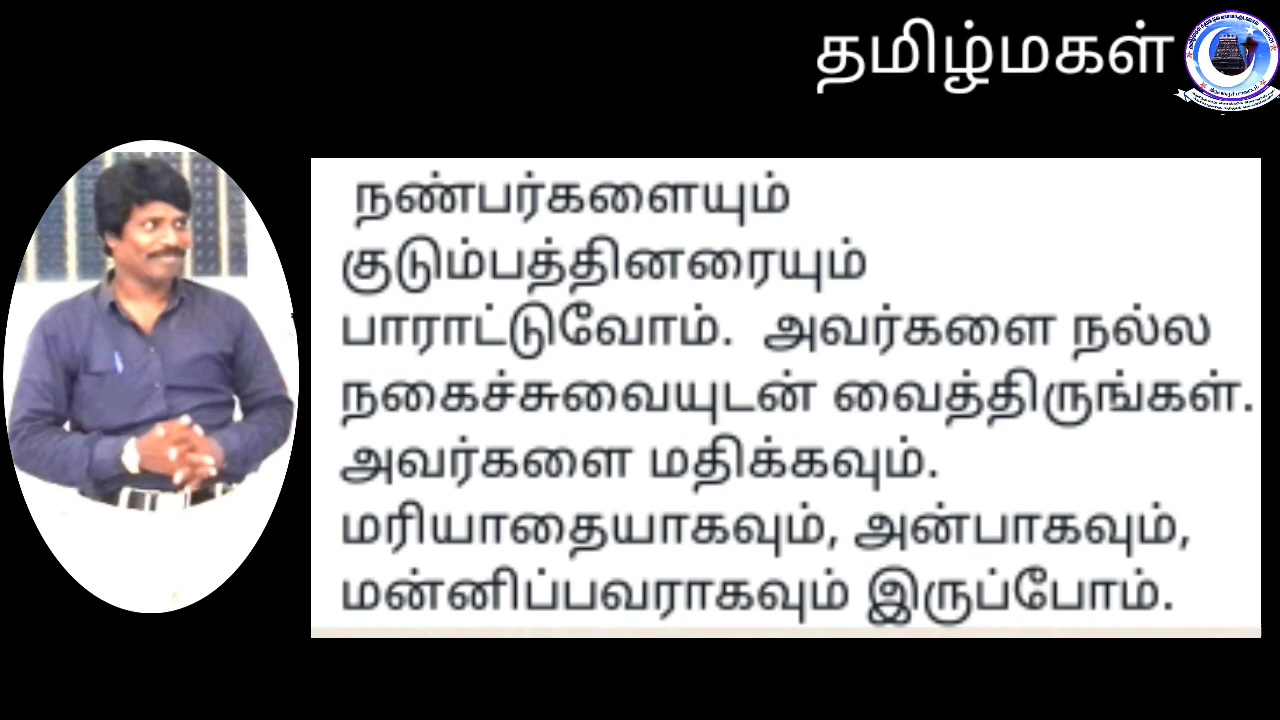 தமிழ்மகள்
நண்பர்களையும்
குடும்பத்தினரையும்
பாராட்டுவோம். அவர்களை நல்ல
நகைச்சுவையுடன் வைத்திருங்கள்.
அவர்களை மதிக்கவும்.
மரியாதையாகவும், அன்பாகவும்,
மன்னிப்பவராகவும் இருப்போம்.